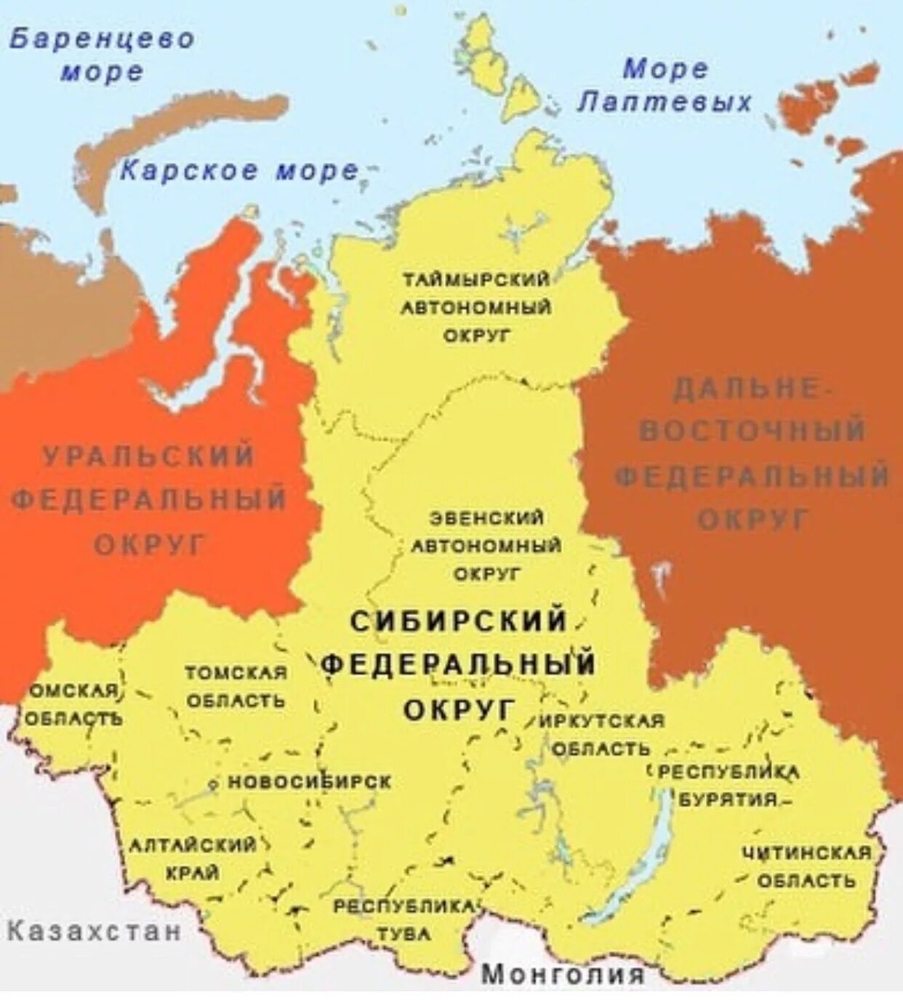 Баренцево
море
Море
Лаптевых
Карское море
ТАЙМЫРСКИЙ
АВТОНОМНЫЙ
ОКРУГ
ДАЛЬНЕ-
ВОСТОЧНЫЙ
ФЕДЕРАЛЬНЫЙ
ОКРУГ
УРАЛЬСКИЙ
ФЕДЕРАЛЬНЫЙ
ОКРУГ
ЭВЕНСКИЙ
АВТОНОМНЫЙ
ОКРУГ
СИБИРСКИЙ
ФЕДЕРАЛЬНЫЙ
ОКРУГ
ОМСКАЯ
ОБЛАСТЬ
ТОМСКАЯ
ОБЛАСТЬ
ИРКУТСКАЯ
ОБЛАСТЬ
НОВОСИБИРСК
РЕСПУБЛИКА
БУРЯТИЯ
АЛТАЙСКИЙ
КРАЙ
ЧИТИНСКАЯ
ОБЛАСТЬ
РЕСПУБЛИКА
ТУВА
Казахстан
Монголия